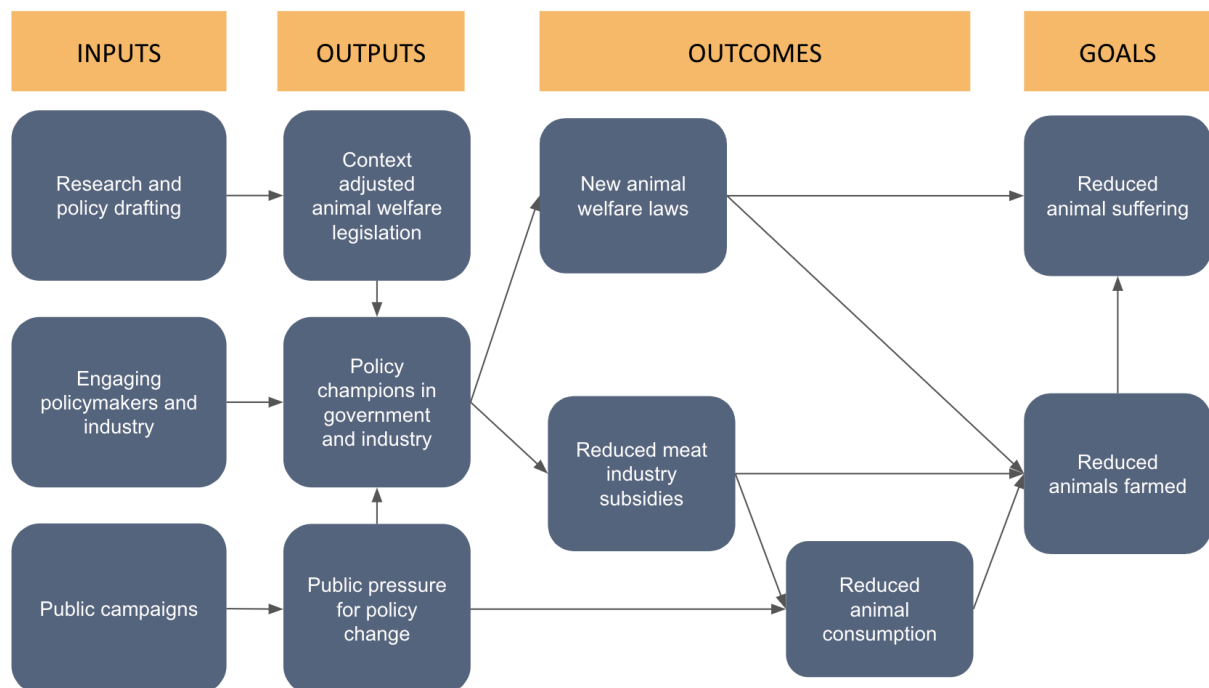 INPUTS
OUTPUTS
OUTCOMES
GOALS
Research and
policy drafting
Context
adjusted
animal welfare
legislation
New animal
welfare laws
Reduced
animal suffering
Engaging
policymakers and
industry
Policy
champions in
government
and industry
Reduced meat
industry
subsidies
Reduced
animals farmed
Public campaigns
Public pressure
for policy
change
Reduced
animal
consumption